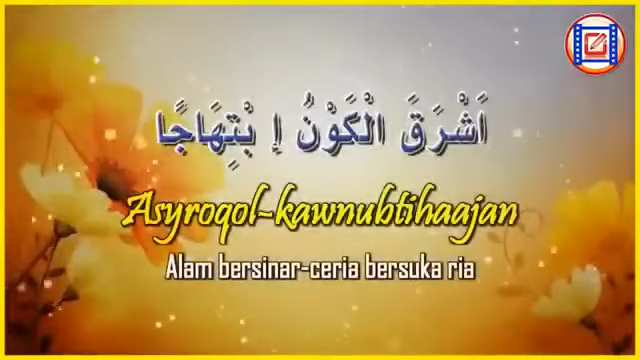 اَشْرَقَ الْكَوْنُ اِ بْتِهَاجًا
Asyroqol-kawnubtihaajan
Alam bersinar-ceria bersuka ria